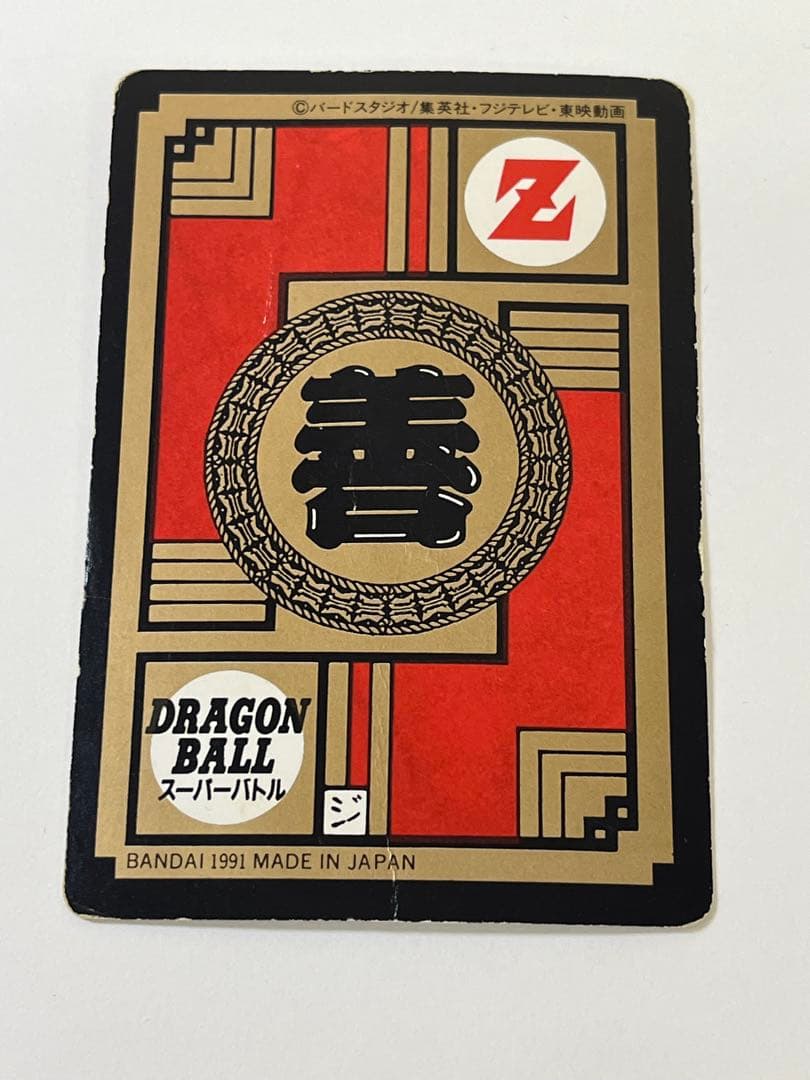 ©バードスタジオ/集英社・フジテレビ・東映動画
Z
善
DRAGON
BALL
スーパーバトル
ジ
BANDAI 1991 MADE IN JAPAN